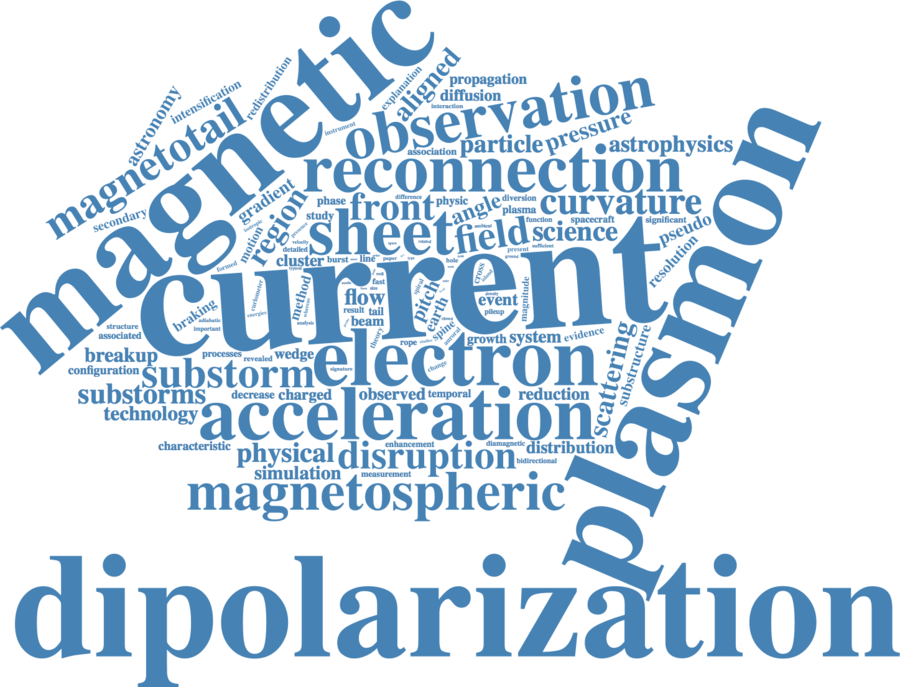 magnetic
astronomy
intensification
redistribution
explanation
aligned
propagation
diffusion
interaction
magnetotail
instrument
observation
association
particle
pressure
astrophysics
secondary
gradient
reconnection
plasmon
phase
difference
physic
diversion
curvature
region
study
front
angle
plasma
function
spacecraft
significant
pseudo
motion
detailed
sheet
field
science
present
sufficient
resolution
cluster
burst
line
paper
hole
cross
formed
current
method
fast
flow
pitch
event
magnitude
braking
result
tail
earth
pileup
adiabatic
energies
analysis
beam
spine
structure
associated
important
theory
rope
growth
system
evidence
scattering
substructure
breakup
processes
revealed
wedge
electron
change
configuration
substorm
signature
substorms
decrease
charged
observed
temporal
reduction
technology
acceleration
characteristic
enhancement
diamagnetic
distribution
physical
disruption
bidirectional
simulation
measurement
magnetospheric
dipolarization